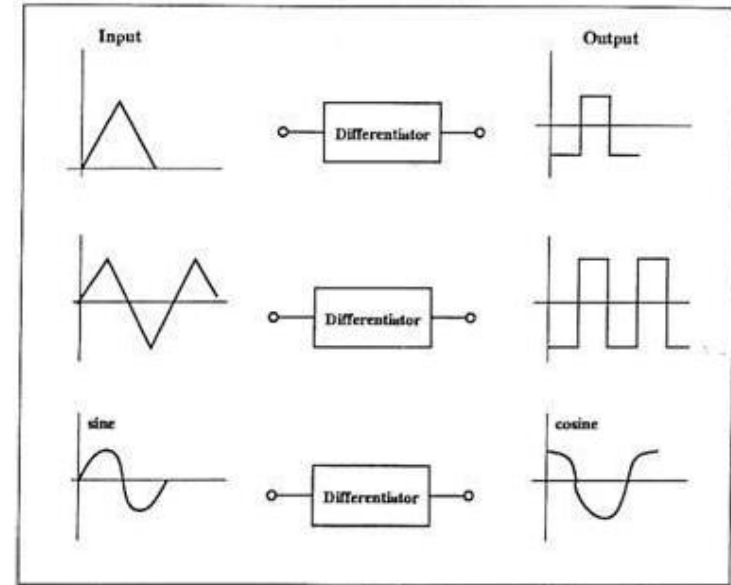 Input
Output
Differentiator
Differentiator
sine
cosine
Differentiator